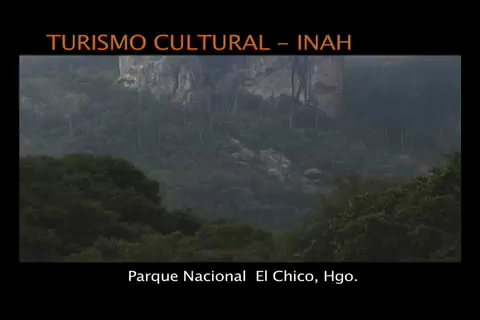 TURISMO CULTURAL - INAH
Parque Nacional El Chico, Hgo.